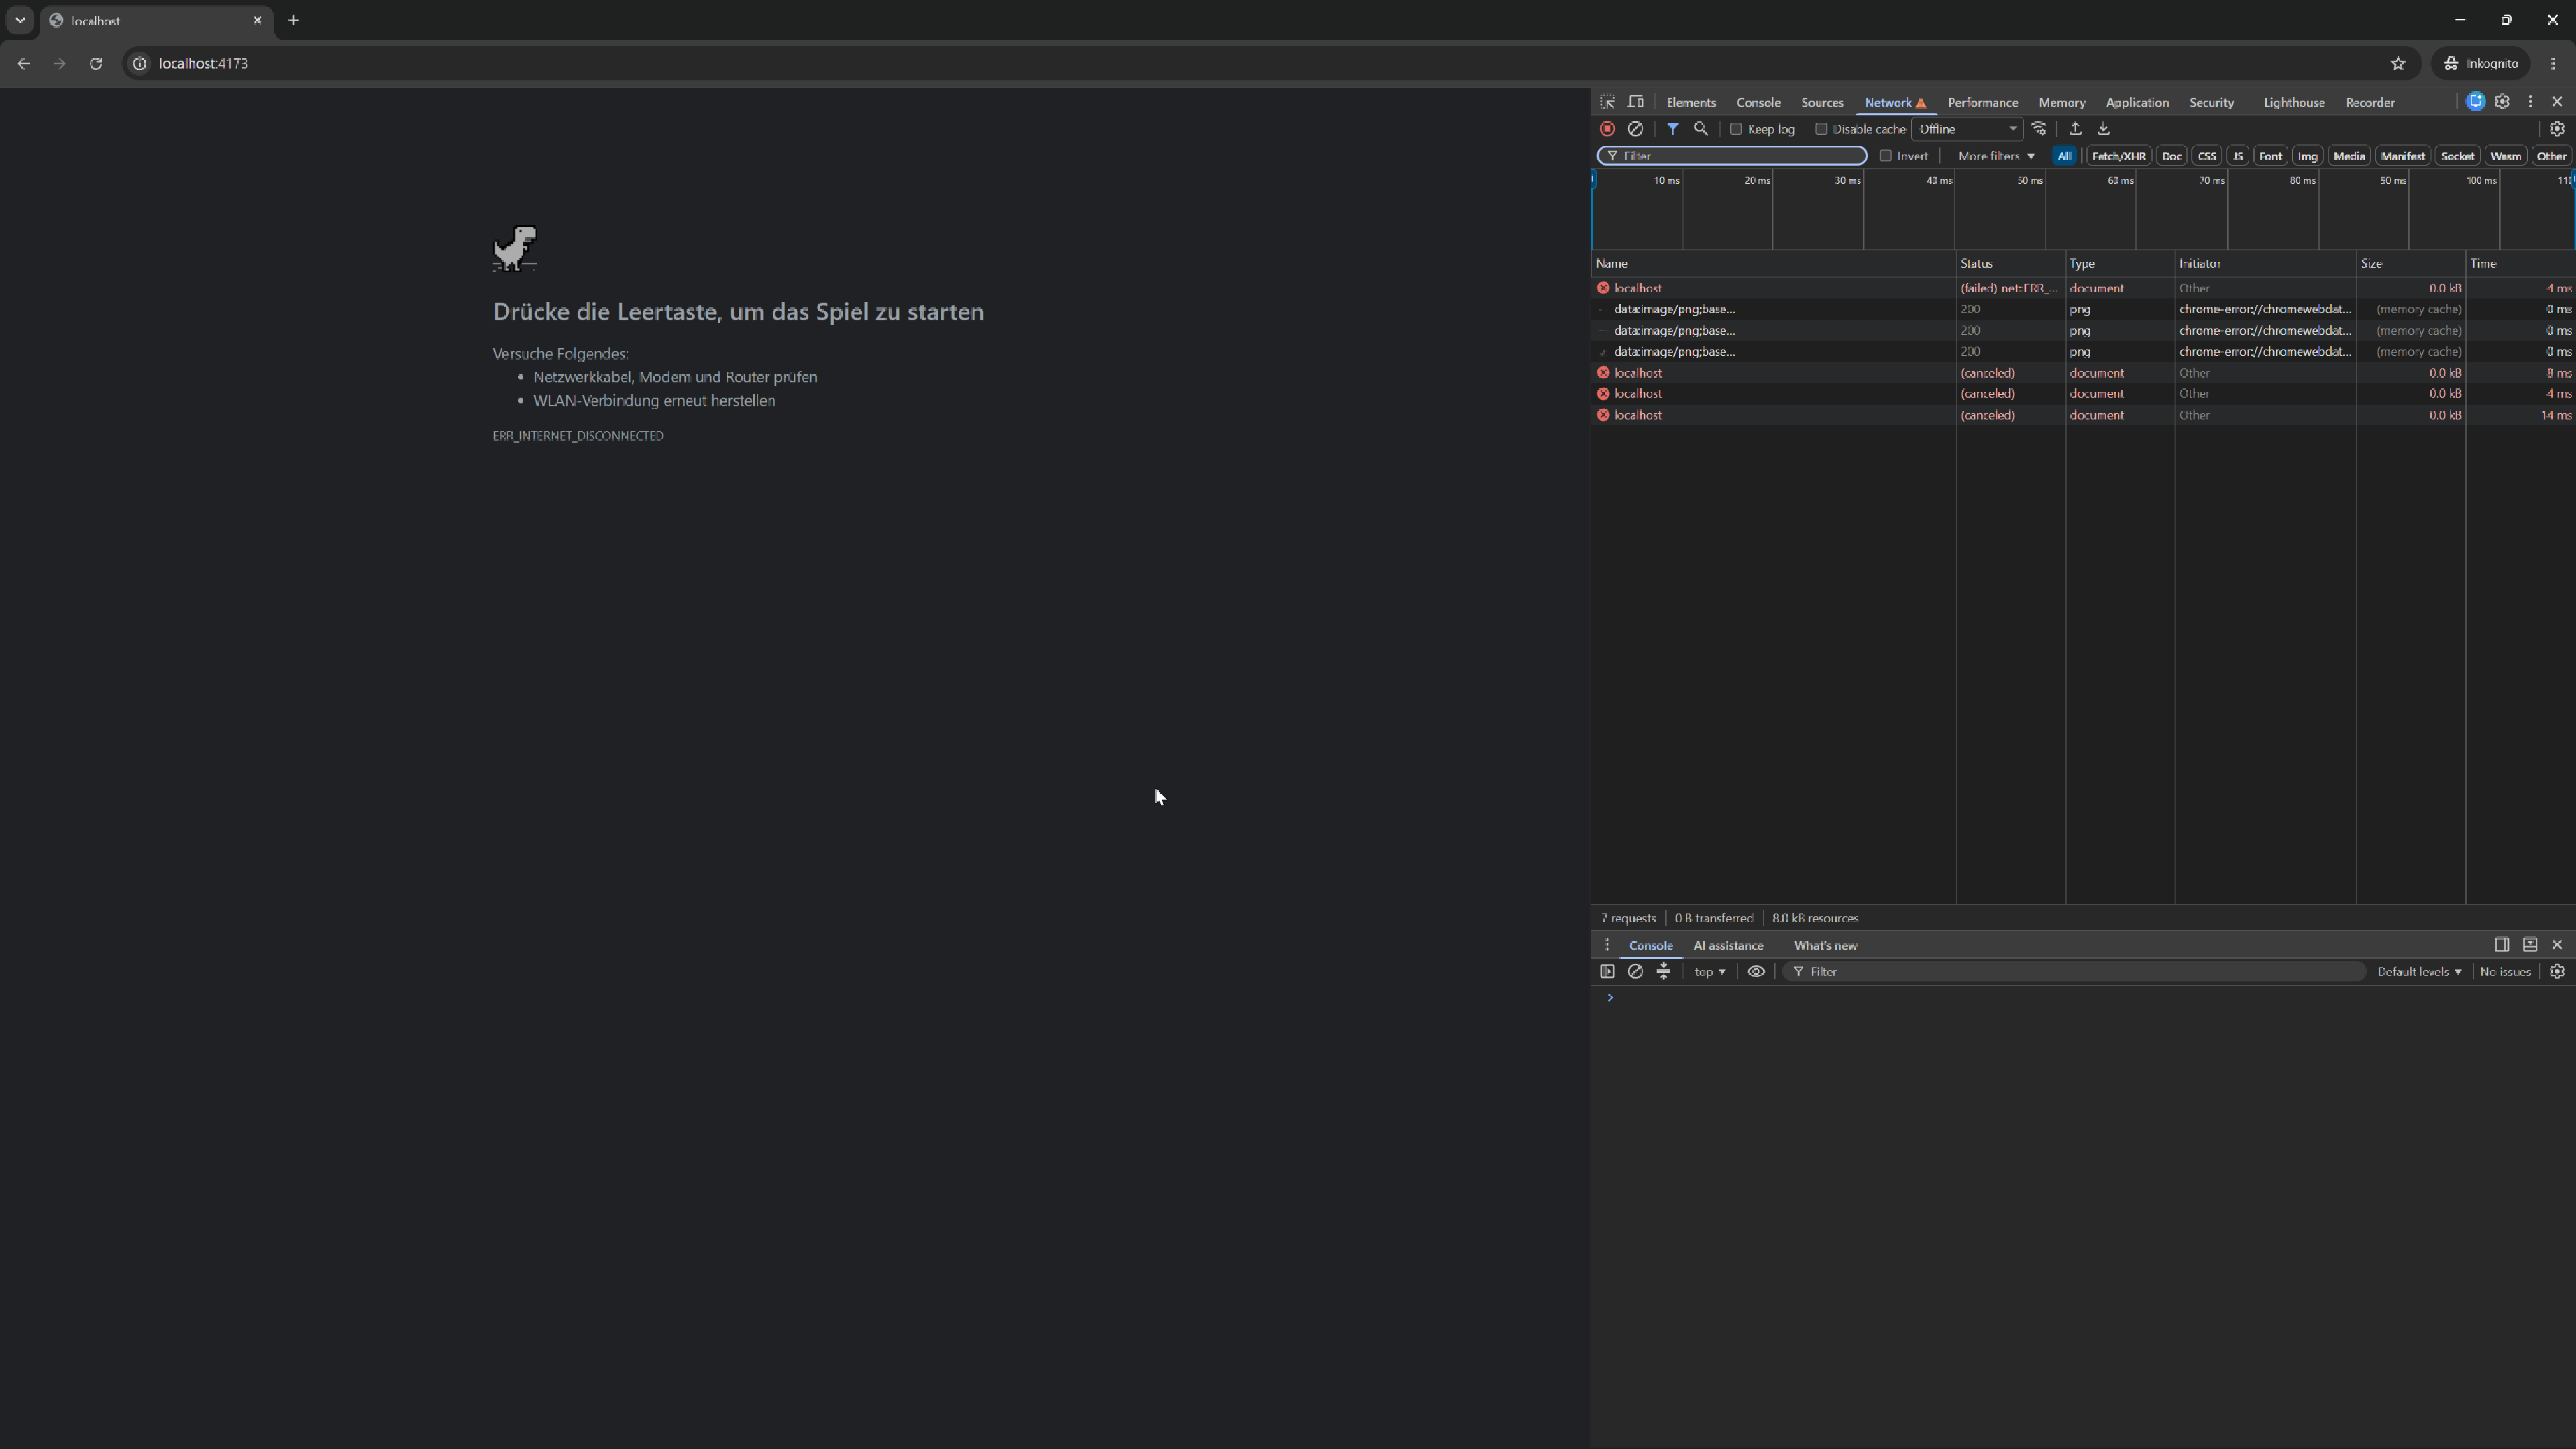 localhost
localhost:4173
Inkognito
Drücke die Leertaste, um das Spiel zu starten
Versuche Folgendes:
• Netzwerkkabel, Modem und Router prüfen
• WLAN-Verbindung erneut herstellen
ERR_INTERNET_DISCONNECTED
Elements Console Sources Network Performance Memory Application Security Lighthouse Recorder
Keep log Disable cache Offline
Filter Invert More filters All Fetch/XHR Doc CSS JS Font Img Media Manifest Socket Wasm Other
10 ms 20 ms 30 ms 40 ms 50 ms 60 ms 70 ms 80 ms 90 ms 100 ms
Name Status Type Initiator Size Time
localhost (failed) net::ERR_... document Other 0.0 kB 4 ms
data:image/png;base... 200 png chrome-error://chromewebdat... (memory cache) 0 ms
data:image/png;base... 200 png chrome-error://chromewebdat... (memory cache) 0 ms
data:image/png;base... 200 png chrome-error://chromewebdat... (memory cache) 0 ms
localhost (canceled) document Other 0.0 kB 8 ms
localhost (canceled) document Other 0.0 kB 4 ms
localhost (canceled) document Other 0.0 kB 14 ms
7 requests 0 B transferred 8.0 kB resources
Console AI assistance What's new
top Filter Default levels No issues